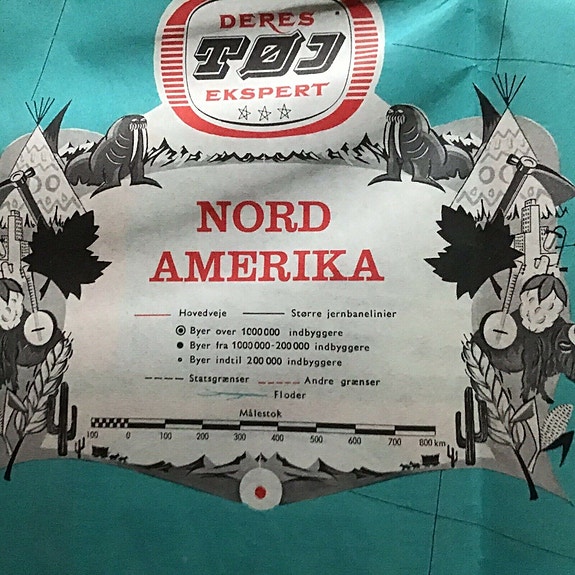 DERES
TØJ
EKSPERT
NORD
AMERIKA
Hovedveje Större jernbanelinier
Byer over 1000000 indbyggere
Byer fra 1000000-200000 indbyggere
Byer indtil 200000 indbyggere
Statsgrænser Andre grænser
Floder
Målestok
100 0 100 200 300 400 500 600 700 800 km